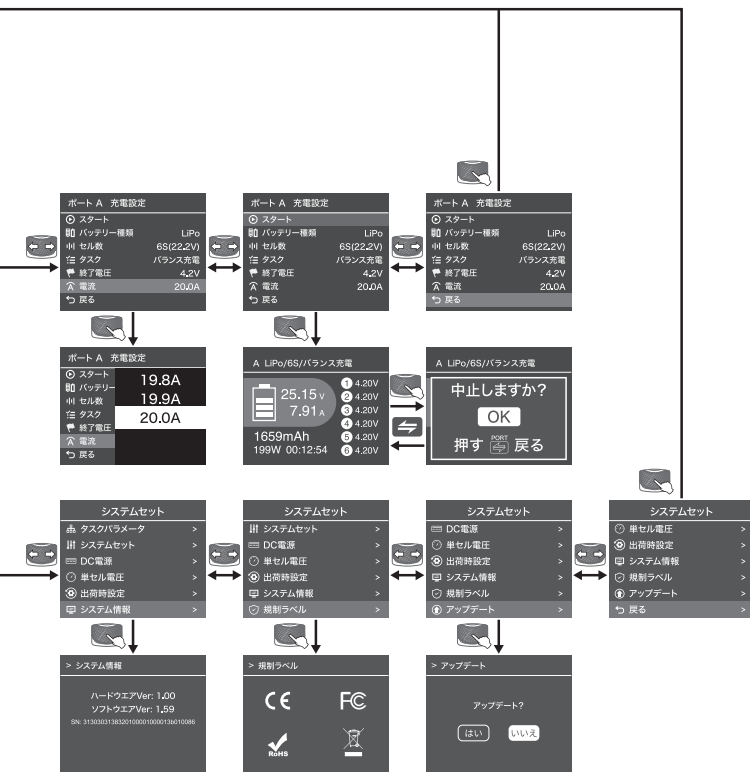 ポート A 充電設定
スタート
バッテリー種類 LiPo
セル数 6S(22.2V)
タスク バランス充電
終了電圧 4.2V
電流 20.0A
戻る
ポート A 充電設定
スタート
バッテリー種類 LiPo
セル数 6S(22.2V)
タスク バランス充電
終了電圧 4.2V
電流 20.0A
戻る
ポート A 充電設定
スタート
バッテリー種類 LiPo
セル数 6S(22.2V)
タスク バランス充電
終了電圧 4.2V
電流 20.0A
戻る
ポート A 充電設定
スタート
バッテリー
セル数
タスク
終了電圧
電流
戻る
19.8A
19.9A
20.0A
A LiPo/6S/バランス充電
25.15V
7.91A
1659mAh
199W 00:12:54
1 4.20V
2 4.20V
3 4.20V
4 4.20V
5 4.20V
6 4.20V
A LiPo/6S/バランス充電
中止しますか?
OK
押す PORT 戻る
システムセット
タスクパラメータ >
システムセット >
DC電源 >
単セル電圧 >
出荷時設定 >
システム情報 >
システムセット
システムセット >
DC電源 >
単セル電圧 >
出荷時設定 >
システム情報 >
規制ラベル >
システムセット
DC電源 >
単セル電圧 >
出荷時設定 >
システム情報 >
規制ラベル >
アップデート >
システムセット
単セル電圧 >
出荷時設定 >
システム情報 >
規制ラベル >
アップデート >
戻る >
> システム情報
ハードウエアVer: 1.00
ソフトウエアVer: 1.59
SN: 31303031383201000010000 13b010086
> 規制ラベル
CE FC
RoHS
> アップデート
アップデート?
はい いいえ